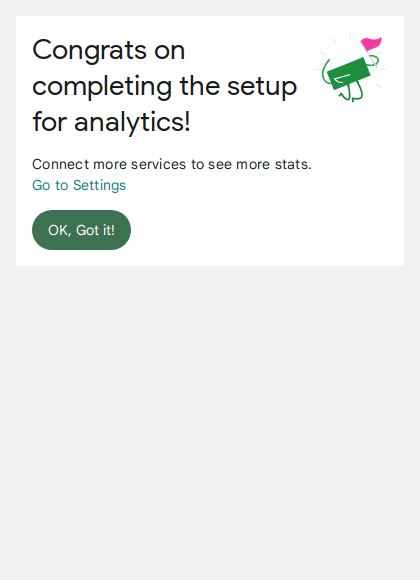 Congrats on
completing the setup
for analytics!
Connect more services to see more stats.
Go to Settings
OK, Got it!